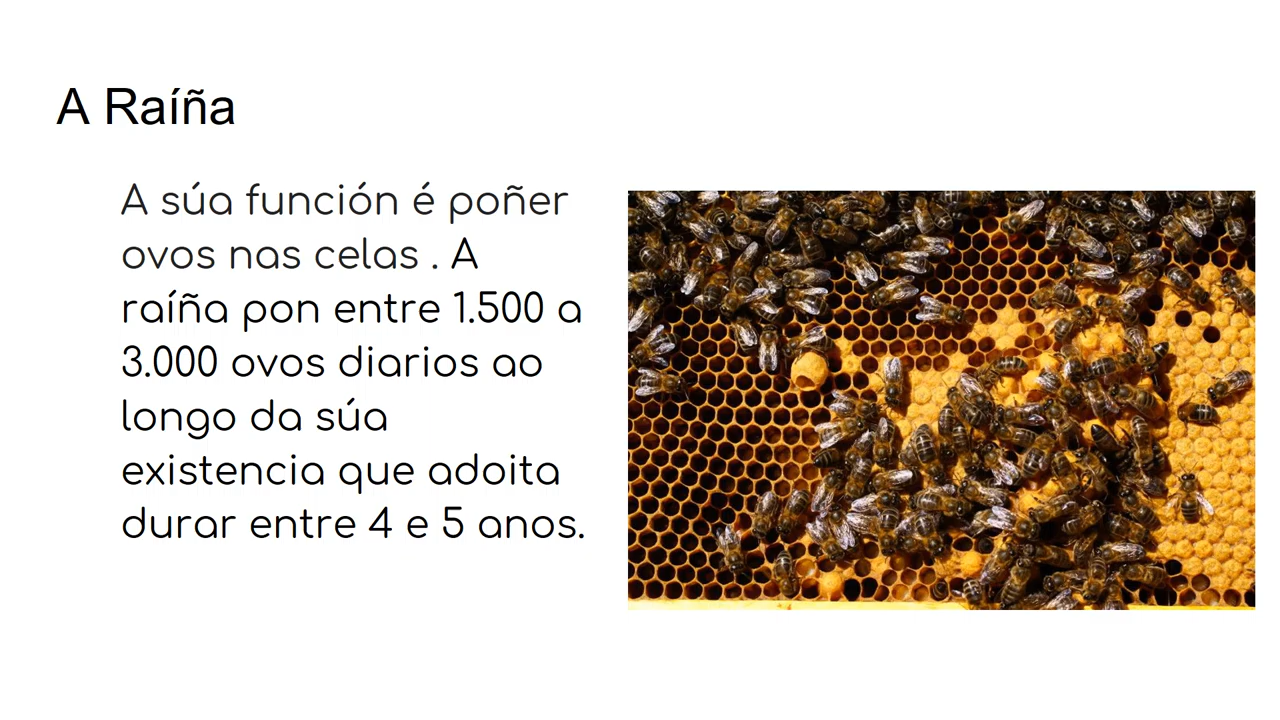 A Raíña
A súa función é poñer
ovos nas celas . A
raíña pon entre 1.500 a
3.000 ovos diarios ao
longo da súa
existencia que adoita
durar entre 4 e 5 anos.